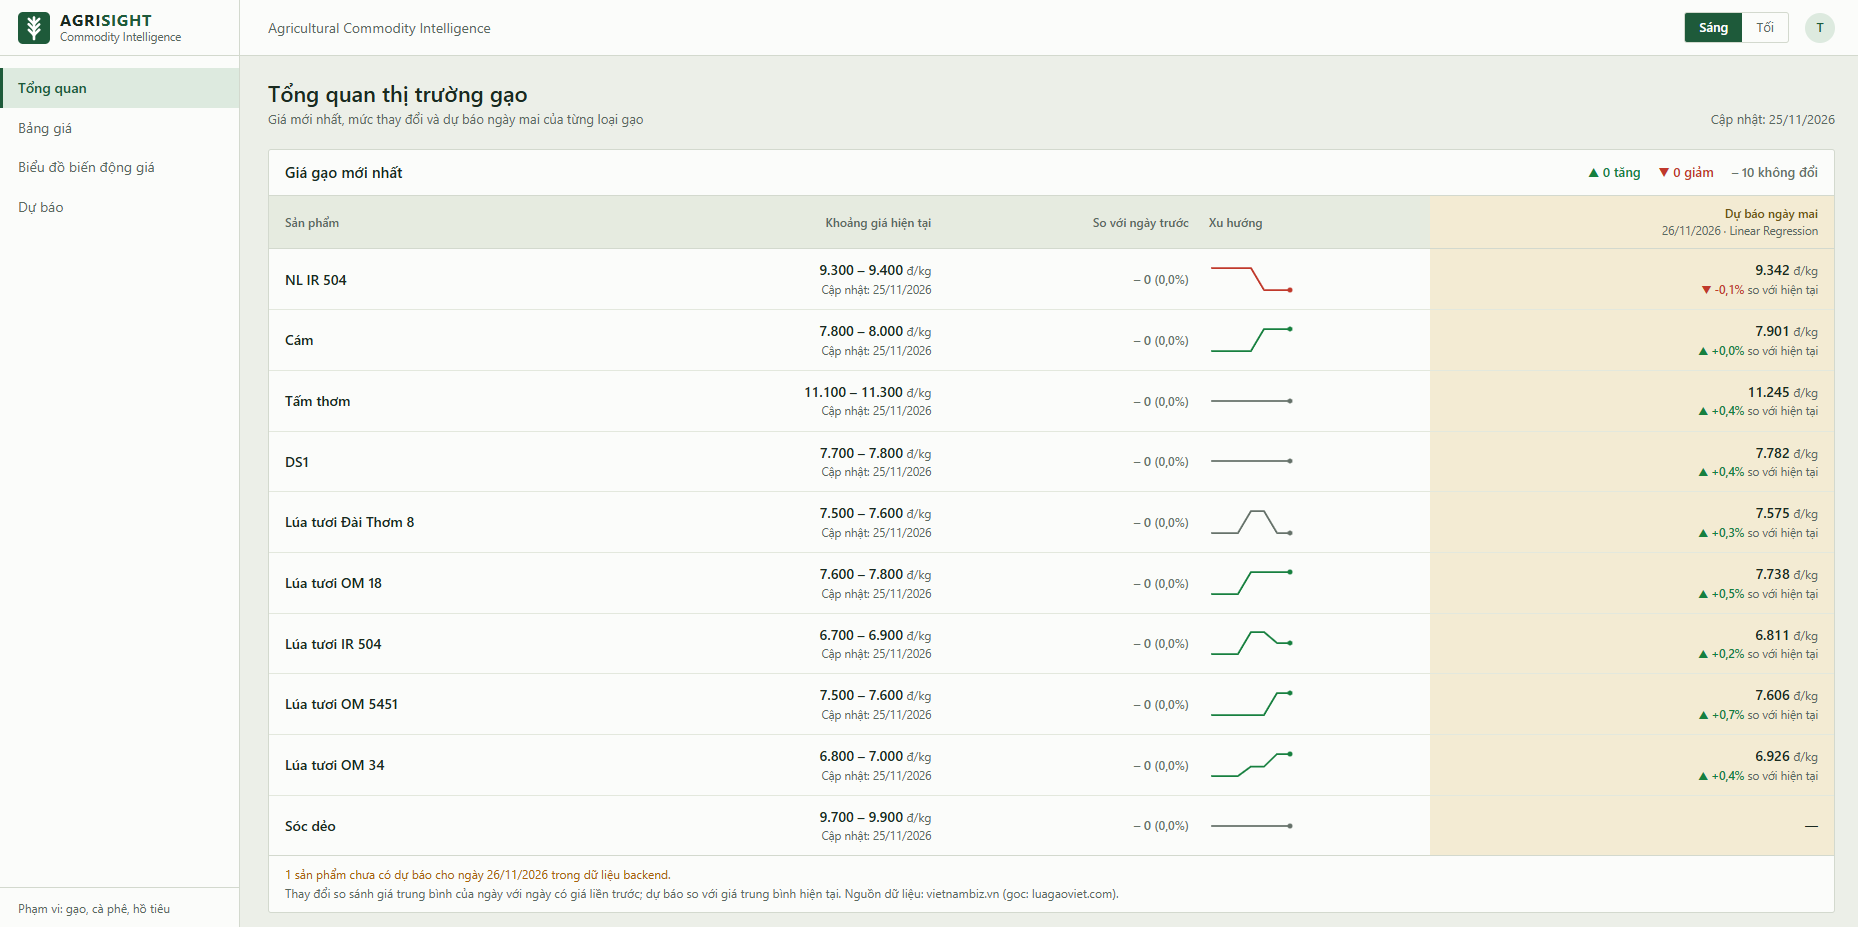 AGRISIGHT
Commodity Intelligence
Agricultural Commodity Intelligence
Sáng
Tối
T
Tổng quan
Bảng giá
Biểu đồ biến động giá
Dự báo
Phạm vi: gạo, cà phê, hồ tiêu
Tổng quan thị trường gạo
Giá mới nhất, mức thay đổi và dự báo ngày mai của từng loại gạo
Cập nhật: 25/11/2026
Giá gạo mới nhất
▲ 0 tăng ▼ 0 giảm – 10 không đổi
Sản phẩm
Khoảng giá hiện tại
So với ngày trước
Xu hướng
Dự báo ngày mai
26/11/2026 · Linear Regression
NL IR 504
9.300 – 9.400 đ/kg
Cập nhật: 25/11/2026
– 0 (0,0%)
9.342 đ/kg
▼ -0,1% so với hiện tại
Cám
7.800 – 8.000 đ/kg
Cập nhật: 25/11/2026
– 0 (0,0%)
7.901 đ/kg
▲ +0,0% so với hiện tại
Tấm thơm
11.100 – 11.300 đ/kg
Cập nhật: 25/11/2026
– 0 (0,0%)
11.245 đ/kg
▲ +0,4% so với hiện tại
DS1
7.700 – 7.800 đ/kg
Cập nhật: 25/11/2026
– 0 (0,0%)
7.782 đ/kg
▲ +0,4% so với hiện tại
Lúa tươi Đài Thơm 8
7.500 – 7.600 đ/kg
Cập nhật: 25/11/2026
– 0 (0,0%)
7.575 đ/kg
▲ +0,3% so với hiện tại
Lúa tươi OM 18
7.600 – 7.800 đ/kg
Cập nhật: 25/11/2026
– 0 (0,0%)
7.738 đ/kg
▲ +0,5% so với hiện tại
Lúa tươi IR 504
6.700 – 6.900 đ/kg
Cập nhật: 25/11/2026
– 0 (0,0%)
6.811 đ/kg
▲ +0,2% so với hiện tại
Lúa tươi OM 5451
7.500 – 7.600 đ/kg
Cập nhật: 25/11/2026
– 0 (0,0%)
7.606 đ/kg
▲ +0,7% so với hiện tại
Lúa tươi OM 34
6.800 – 7.000 đ/kg
Cập nhật: 25/11/2026
– 0 (0,0%)
6.926 đ/kg
▲ +0,4% so với hiện tại
Sóc dẻo
9.700 – 9.900 đ/kg
Cập nhật: 25/11/2026
– 0 (0,0%)
—
1 sản phẩm chưa có dự báo cho ngày 26/11/2026 trong dữ liệu backend.
Thay đổi so sánh giá trung bình của ngày với ngày có giá liền trước; dự báo so với giá trung bình hiện tại. Nguồn dữ liệu: vietnambiz.vn (goc: luagaoviet.com).